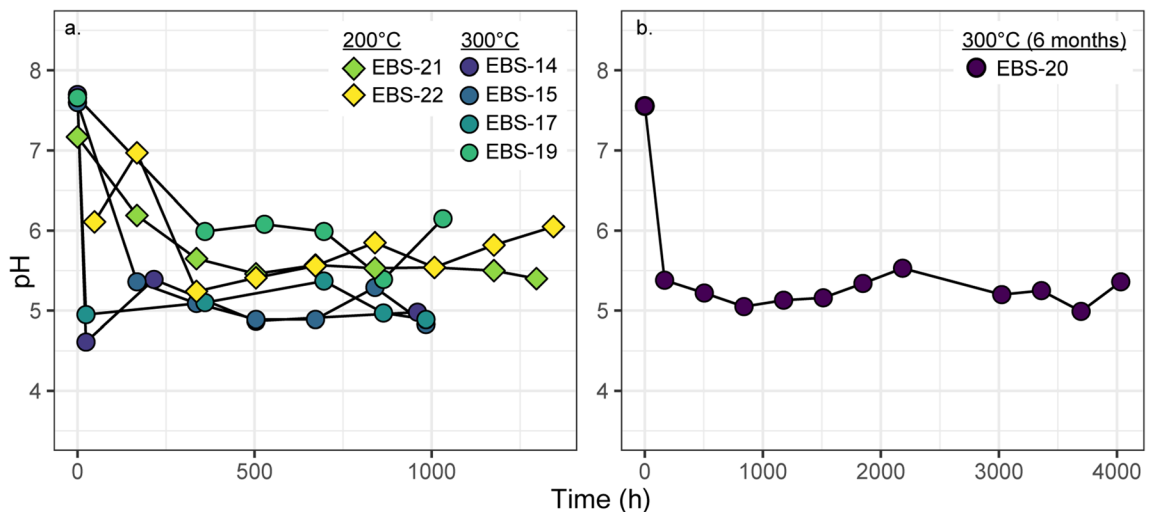 a.
200°C 300°C
EBS-21 EBS-14
EBS-22 EBS-15
EBS-17
EBS-19
b.
300°C (6 months)
EBS-20
pH
8
7
6
5
4
0 500 1000
8
7
6
5
4
0 1000 2000 3000 4000
Time (h)